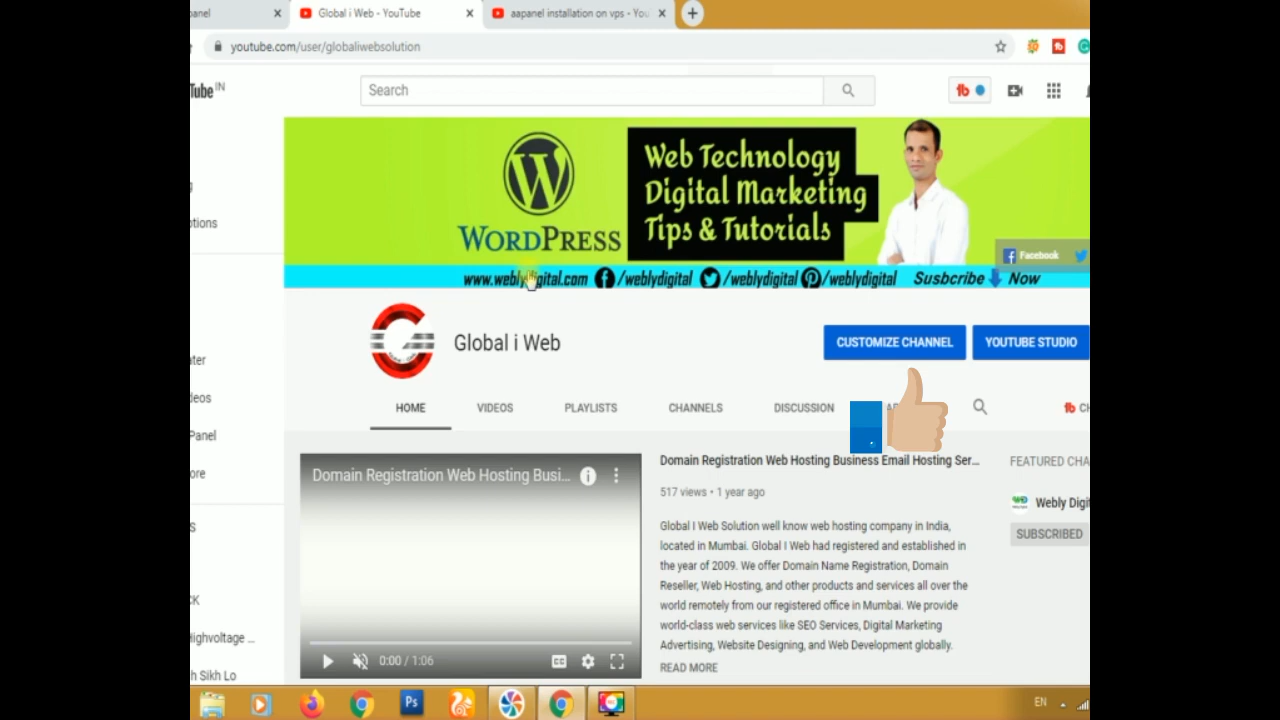 panel
Global i Web - YouTube
aapanel installation on vps - You
youtube.com/user/globaliwebsolution
Tube IN
Search
WORDPRESS
Web Technology
Digital Marketing
Tips & Tutorials
Facebook
www.weblydigital.com /weblydigital /weblydigital /weblydigital Susbcribe Now
otions
Global i Web
CUSTOMIZE CHANNEL
YOUTUBE STUDIO
ater
HOME
VIDEOS
PLAYLISTS
CHANNELS
DISCUSSION
deos
Panel
ore
Domain Registration Web Hosting Busi...
0:00 / 1:06
Domain Registration Web Hosting Business Email Hosting Ser...
517 views • 1 year ago
Global I Web Solution well know web hosting company in India,
located in Mumbai. Global I Web had registered and established in
the year of 2009. We offer Domain Name Registration, Domain
Reseller, Web Hosting, and other products and services all over the
world remotely from our registered office in Mumbai. We provide
world-class web services like SEO Services, Digital Marketing
Advertising, Website Designing, and Web Development globally.
READ MORE
FEATURED CHA
Webly Digit
SUBSCRIBED
S
CK
Highvoltage ...
h Sikh Lo
Ps
EN